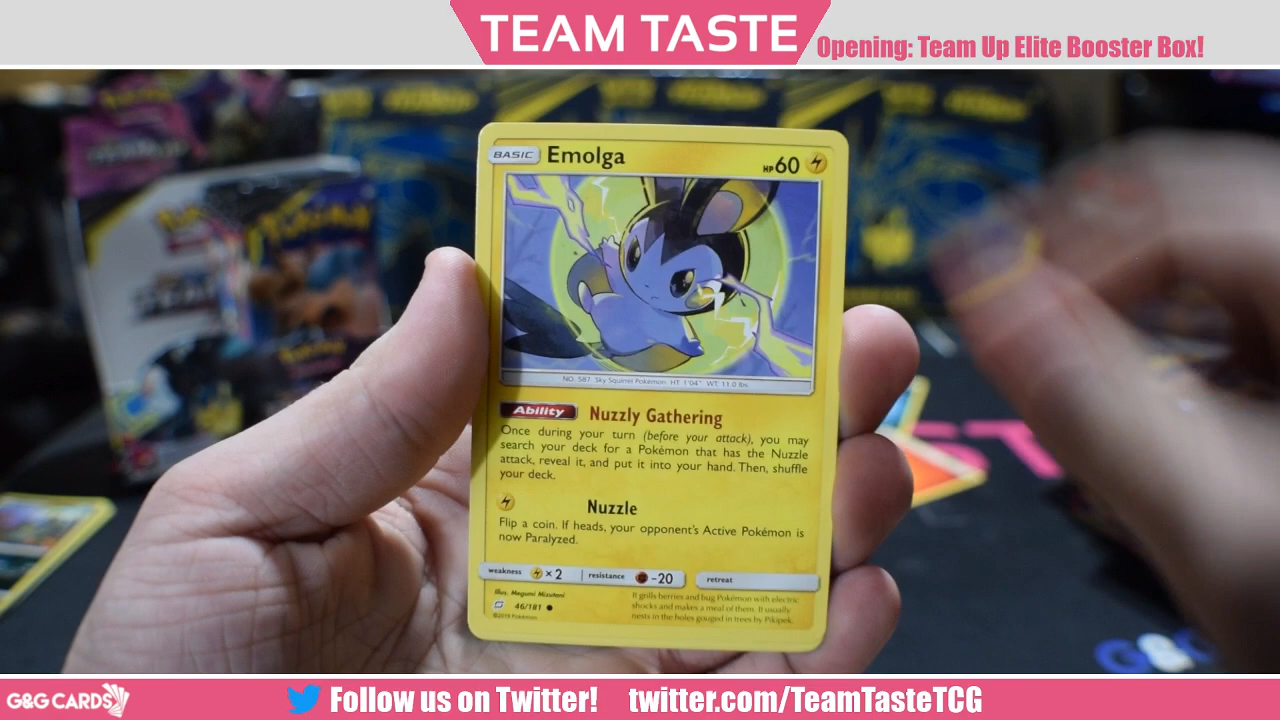 TEAM TASTE
Opening: Team Up Elite Booster Box!
BASIC Emolga HP60
NO. 587 Sky Squirrel Pokémon HT: 1'04" WT: 11.0 lbs.
Ability Nuzzly Gathering
Once during your turn (before your attack), you may
search your deck for a Pokémon that has the Nuzzle
attack, reveal it, and put it into your hand. Then, shuffle
your deck.
Nuzzle
Flip a coin. If heads, your opponent's Active Pokémon is
now Paralyzed.
weakness ×2 resistance -20 retreat
Illus. Megumi Mizutani
46/181
©2019 Pokémon
It grills berries and bug Pokémon with electric
shocks and makes a meal of them. It usually
nests in the holes gouged in trees by Pikipek.
G&G
G&G CARDS
Follow us on Twitter! twitter.com/TeamTasteTCG